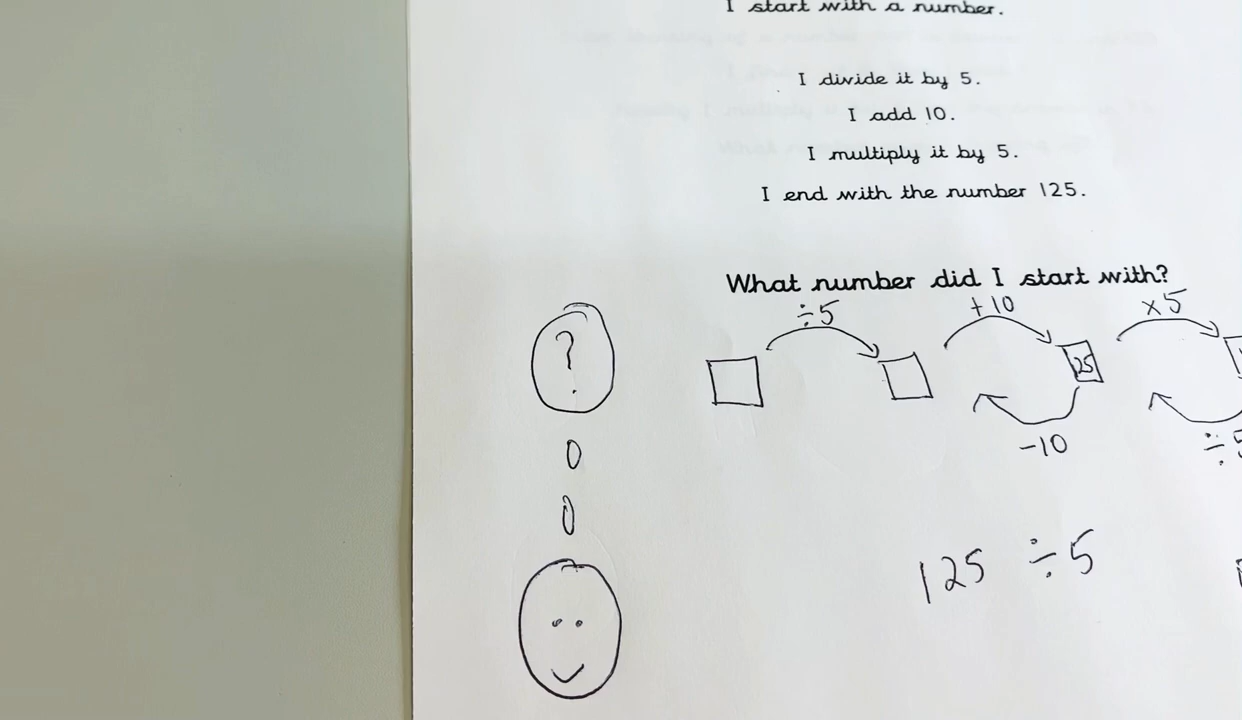 I start with a number.
I divide it by 5.
I add 10.
I multiply it by 5.
I end with the number 125.
What number did I start with?
÷5 +10 ×5
?
25
-10 ÷5
125 ÷5